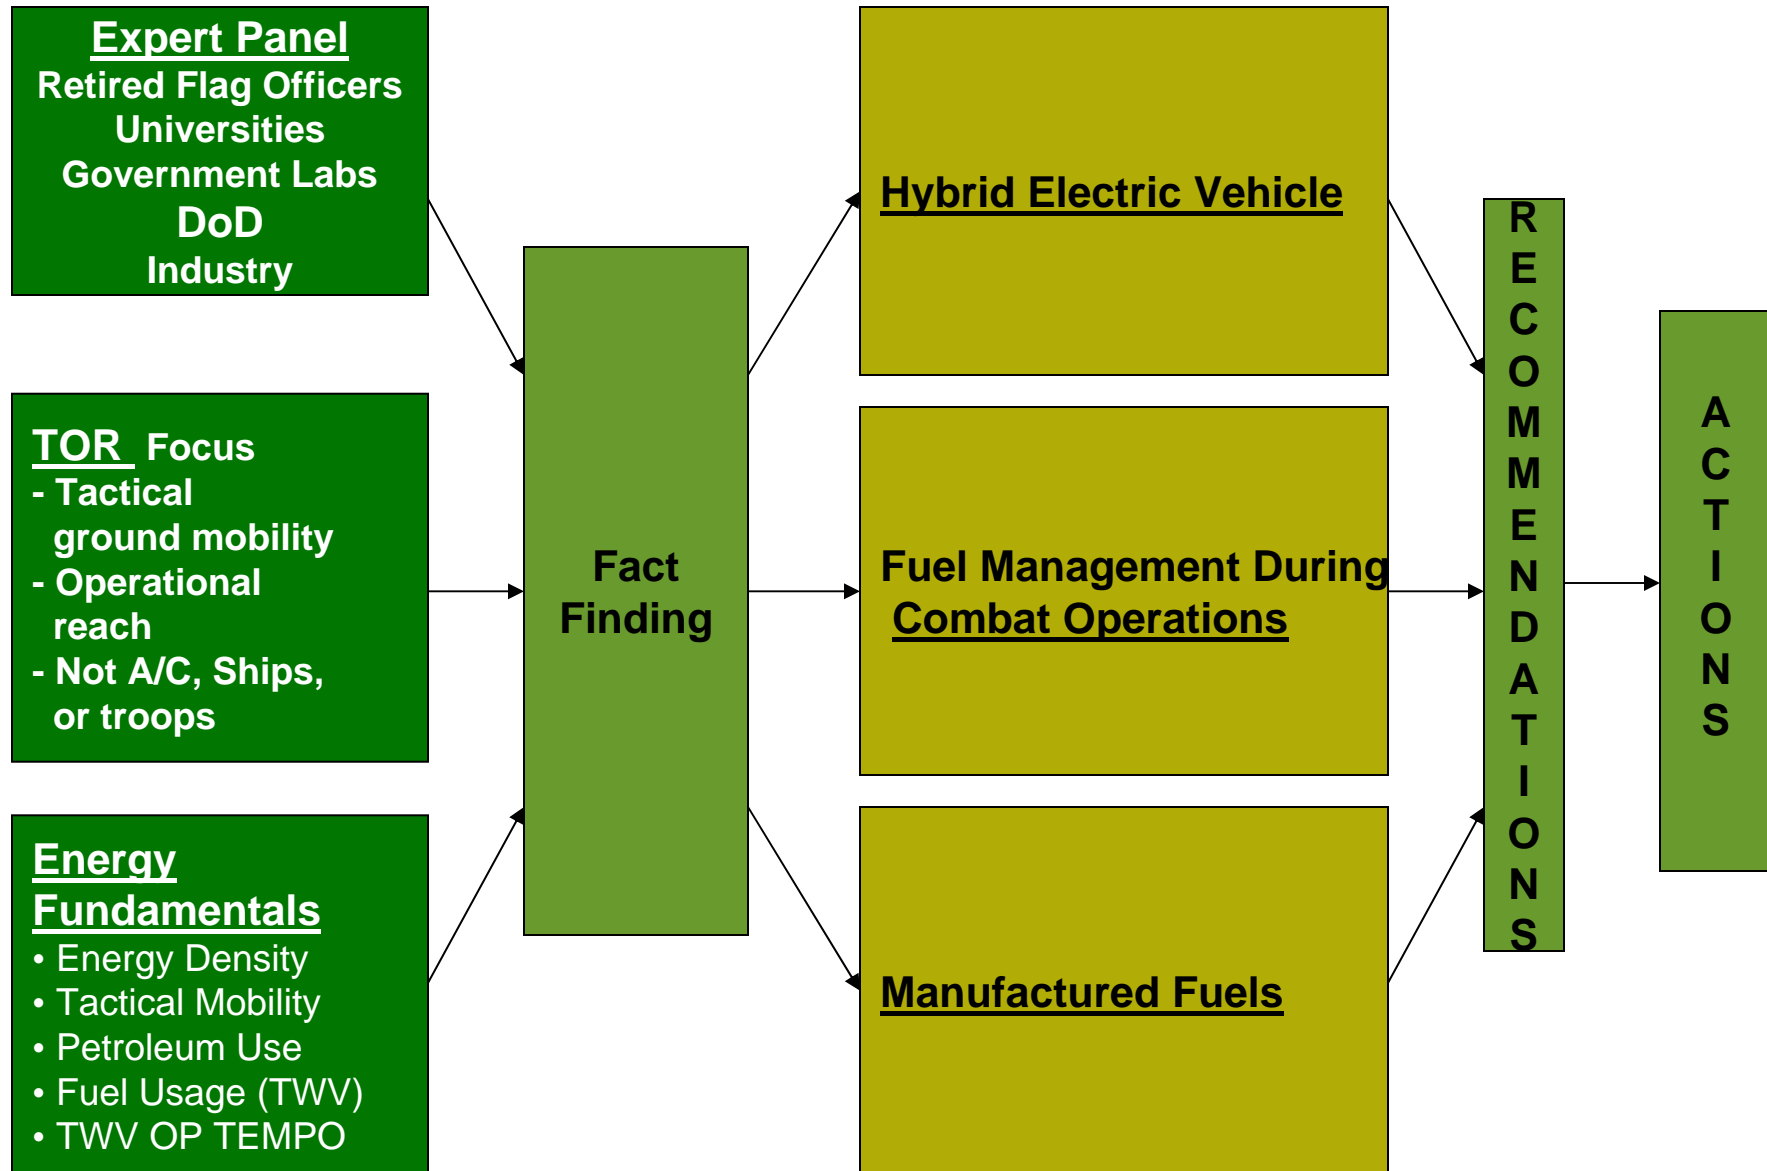 Expert Panel
Retired Flag Officers
Universities
Government Labs
DoD
Industry
TOR  Focus
- Tactical
ground mobility
- Operational
reach
- Not A/C, Ships,
or troops
Energy
Fundamentals
• Energy Density
• Tactical Mobility
• Petroleum Use
• Fuel Usage (TWV)
• TWV OP TEMPO
Fact
Finding
Hybrid Electric Vehicle
Fuel Management During
Combat Operations
Manufactured Fuels
RECOMMENDATIONS
ACTIONS